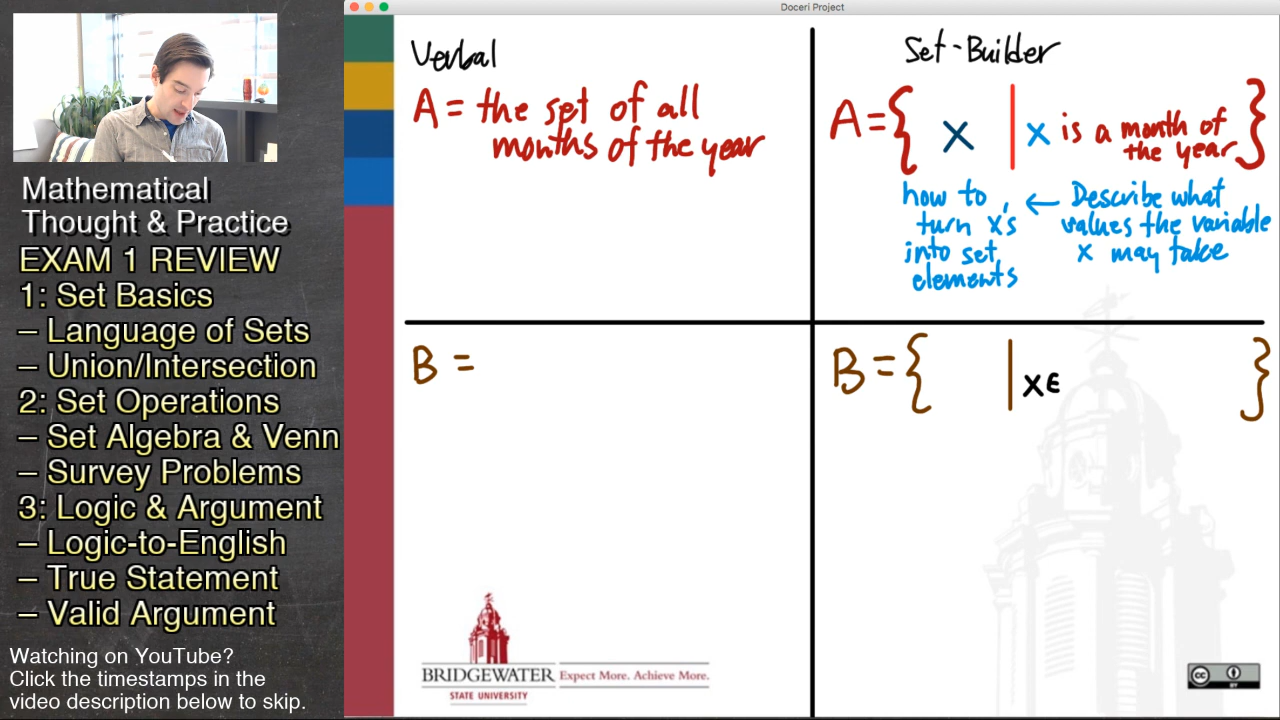 Doceri Project
Mathematical
Thought & Practice
EXAM 1 REVIEW
1: Set Basics
– Language of Sets
– Union/Intersection
2: Set Operations
– Set Algebra & Venn
– Survey Problems
3: Logic & Argument
– Logic-to-English
– True Statement
– Valid Argument
Watching on YouTube?
Click the timestamps in the
video description below to skip.
Verbal
A = the set of all
months of the year
Set-Builder
A = { x | x is a month of
the year }
how to
turn x's
into set
elements
← Describe what
values the variable
x may take
B =
B = { | x ∈ }
BRIDGEWATER
STATE UNIVERSITY
Expect More. Achieve More.
cc
BY